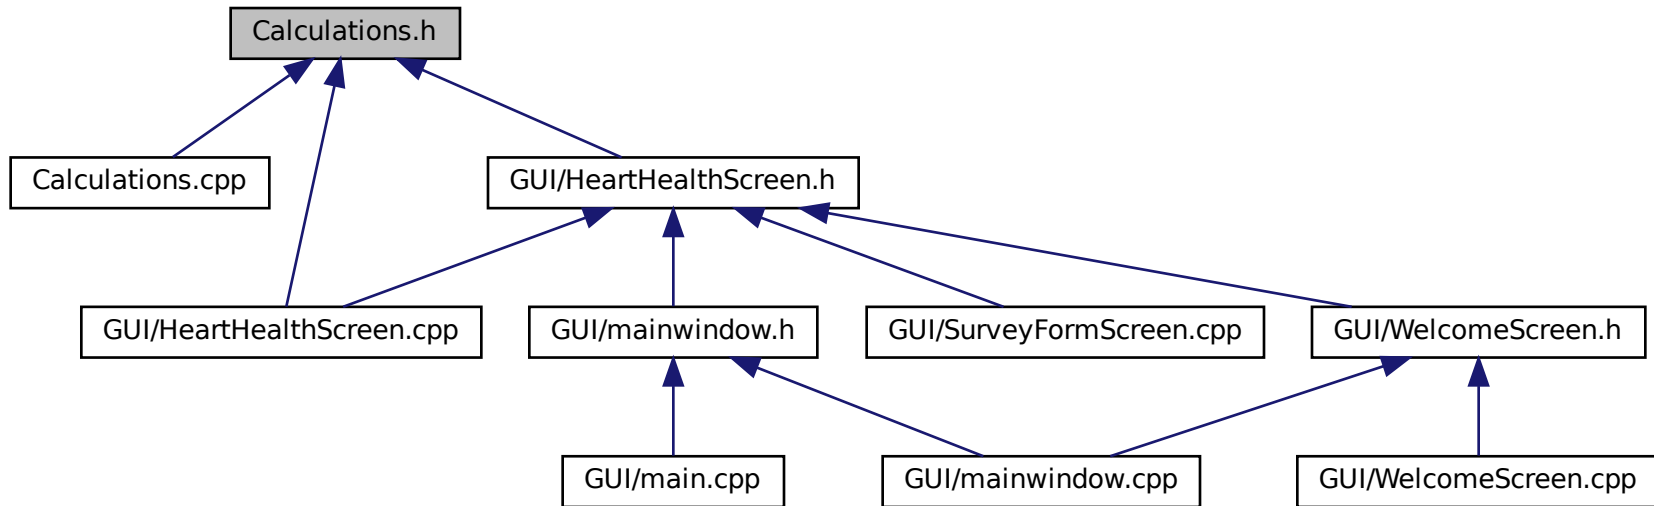 Calculations.h
Calculations.cpp
GUI/HeartHealthScreen.h
GUI/HeartHealthScreen.cpp
GUI/mainwindow.h
GUI/SurveyFormScreen.cpp
GUI/WelcomeScreen.h
GUI/main.cpp
GUI/mainwindow.cpp
GUI/WelcomeScreen.cpp